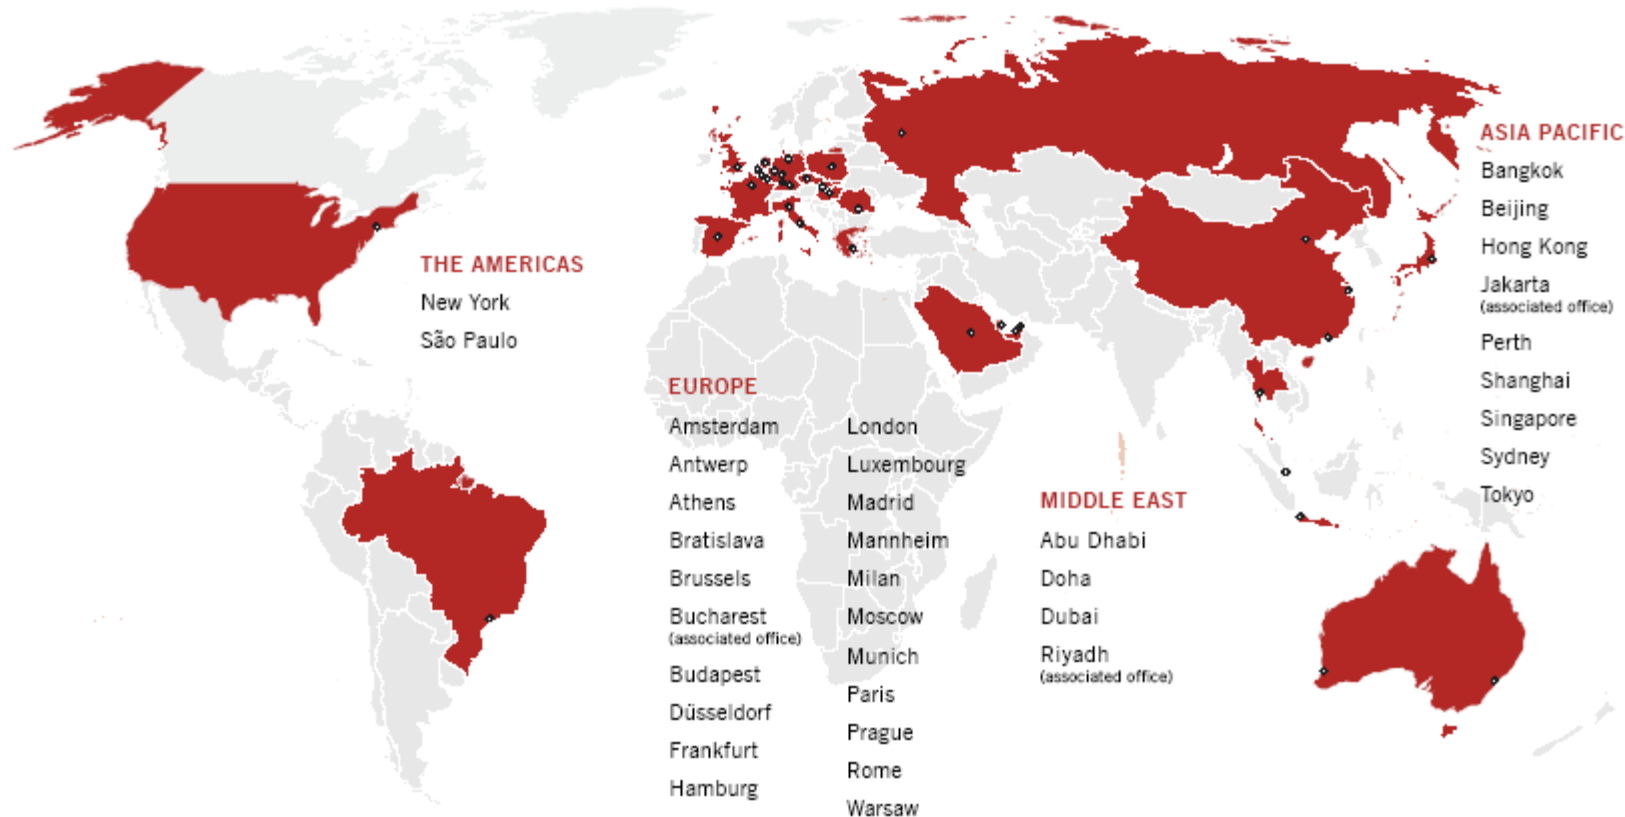 THE AMERICAS
New York
São Paulo
EUROPE
Amsterdam
Antwerp
Athens
Bratislava
Brussels
Bucharest
(associated office)
Budapest
Düsseldorf
Frankfurt
Hamburg
London
Luxembourg
Madrid
Mannheim
Milan
Moscow
Munich
Paris
Prague
Rome
Warsaw
MIDDLE EAST
Abu Dhabi
Doha
Dubai
Riyadh
(associated office)
ASIA PACIFIC
Bangkok
Beijing
Hong Kong
Jakarta
(associated office)
Perth
Shanghai
Singapore
Sydney
Tokyo